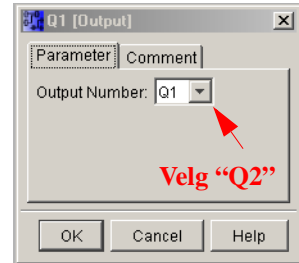 Q1 [Output]
Parameter Comment
Output Number: Q1
Velg “Q2”
OK Cancel Help